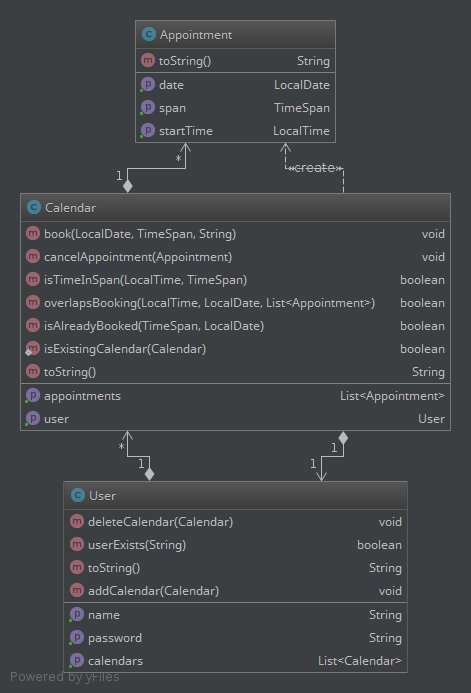 C Appointment
m toString() String
p date LocalDate
p span TimeSpan
p startTime LocalTime
1 *
«create»
C Calendar
m book(LocalDate, TimeSpan, String) void
m cancelAppointment(Appointment) void
m isTimeInSpan(LocalTime, TimeSpan) boolean
m overlapsBooking(LocalTime, LocalDate, List<Appointment>) boolean
m isAlreadyBooked(TimeSpan, LocalDate) boolean
m isExistingCalendar(Calendar) boolean
m toString() String
p appointments List<Appointment>
p user User
* 1
1 1
C User
m deleteCalendar(Calendar) void
m userExists(String) boolean
m toString() String
m addCalendar(Calendar) void
p name String
p password String
p calendars List<Calendar>
Powered by yFiles